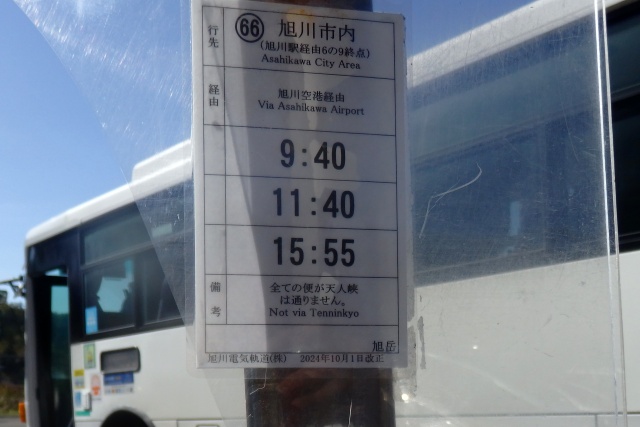 行先
66 旭川市内
(旭川駅経由6の9終点)
Asahikawa City Area
経由
旭川空港経由
Via Asahikawa Airport
9:40
11:40
15:55
備考
全ての便が天人峡
は通りません。
Not via Tenninkyo
旭岳
旭川電気軌道(株) 2024年10月1日改正